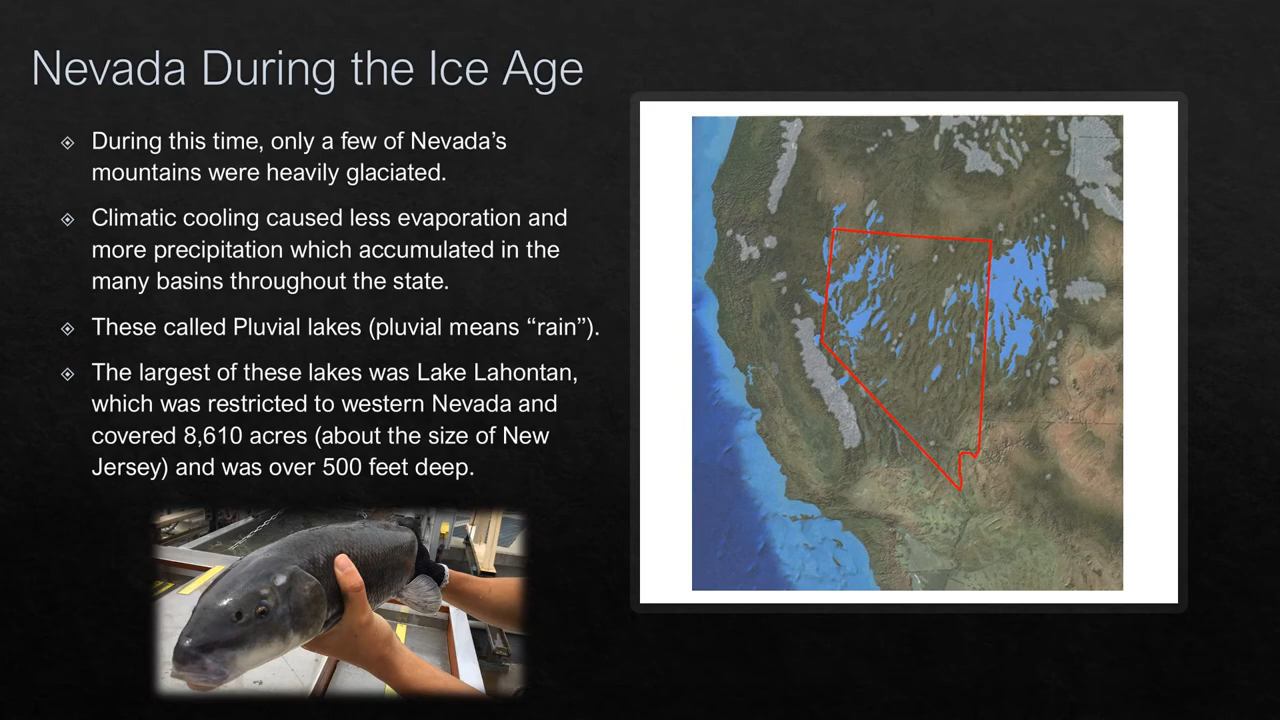 Nevada During the Ice Age
During this time, only a few of Nevada’s
mountains were heavily glaciated.
Climatic cooling caused less evaporation and
more precipitation which accumulated in the
many basins throughout the state.
These called Pluvial lakes (pluvial means “rain”).
The largest of these lakes was Lake Lahontan,
which was restricted to western Nevada and
covered 8,610 acres (about the size of New
Jersey) and was over 500 feet deep.